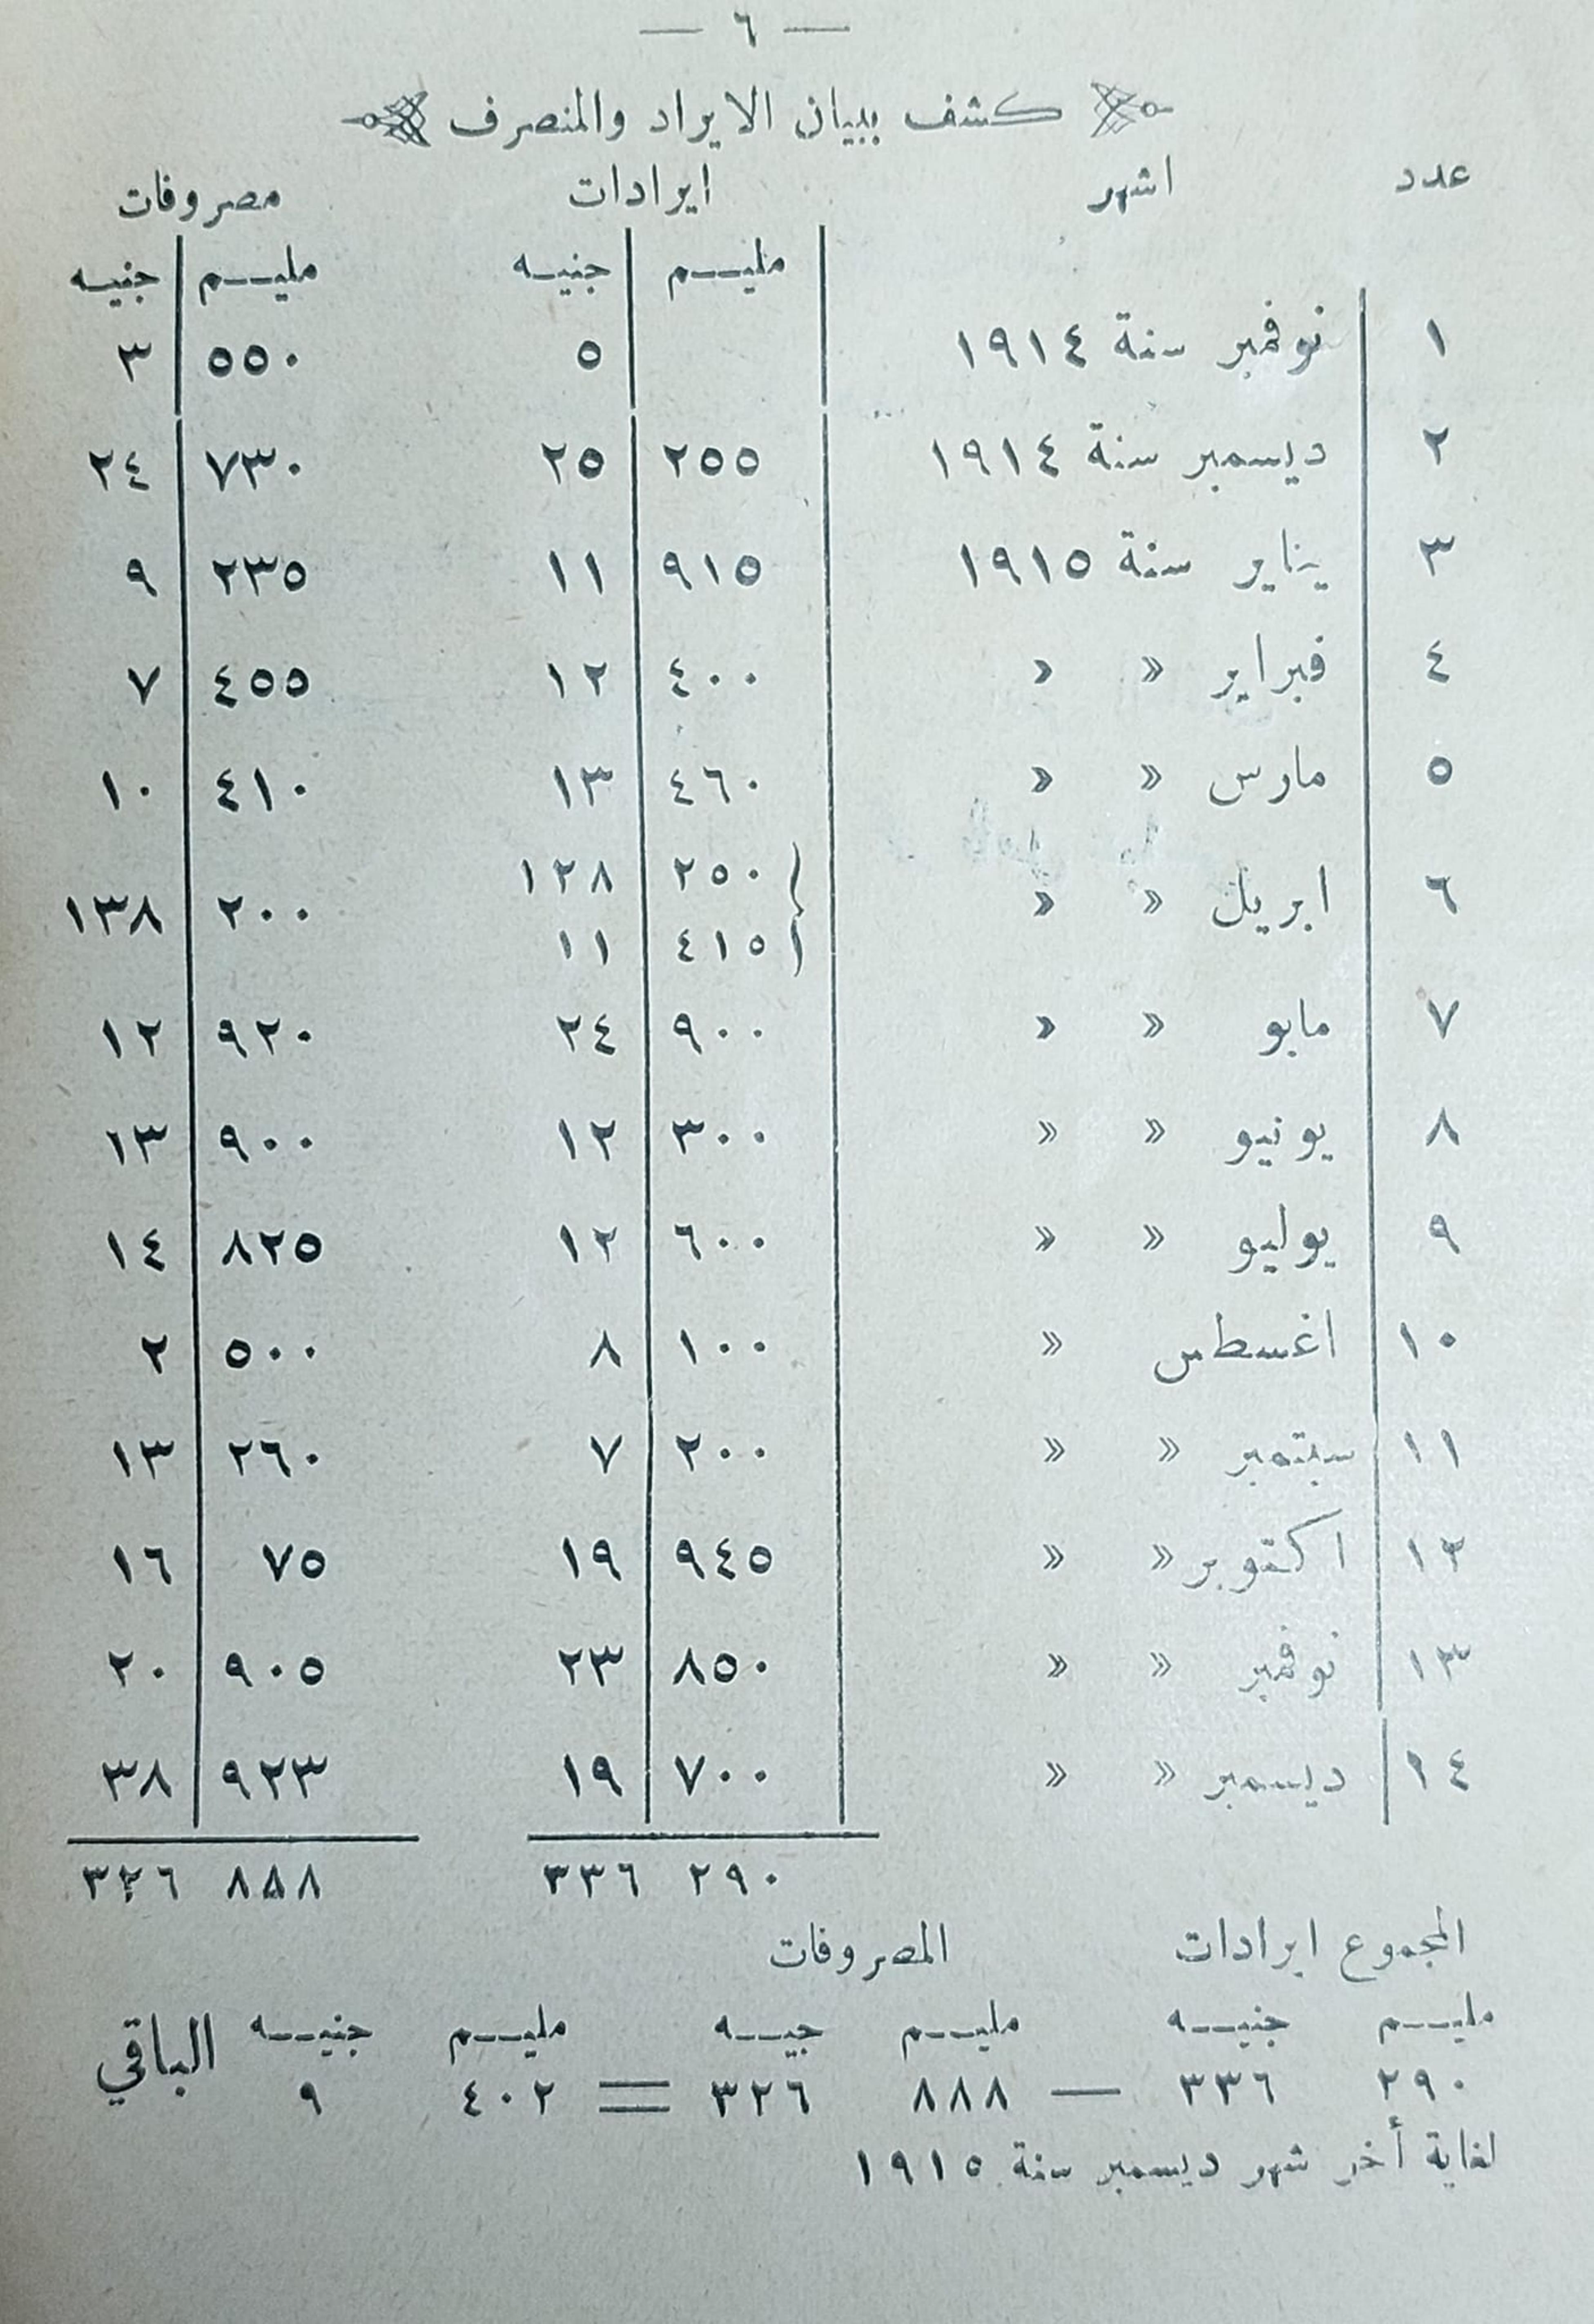 — ٦ —
كشف ببيان الايراد والمنصرف
عدد اشهر ايرادات مصروفات
مليم جنيه مليم جنيه
١ نوفمبر سنة ١٩١٤ ٥ ٥٥٠ ٣
٢ ديسمبر سنة ١٩١٤ ٢٥٥ ٢٥ ٧٣٠ ٢٤
٣ يناير سنة ١٩١٥ ٩١٥ ١١ ٢٣٥ ٩
٤ فبراير » » ٤٠٠ ١٢ ٤٥٥ ٧
٥ مارس » » ٤٦٠ ١٣ ٤١٠ ١٠
٦ ابريل » » ٢٥٠ ١٢٨ ٢٠٠ ١٣٨
٤١٥ ١١
٧ مايو » » ٩٠٠ ٢٤ ٩٢٠ ١٢
٨ يونيو » » ٣٠٠ ١٢ ٩٠٠ ١٣
٩ يوليو » » ٦٠٠ ١٢ ٨٢٥ ١٤
١٠ اغسطس » ١٠٠ ٨ ٥٠٠ ٢
١١ سبتمبر » » ٢٠٠ ٧ ٢٦٠ ١٣
١٢ اكتوبر » » ٩٤٥ ١٩ ٧٥ ١٦
١٣ نوفمبر » » ٨٥٠ ٢٣ ٩٠٥ ٢٠
١٤ ديسمبر » » ٧٠٠ ١٩ ٩٢٣ ٣٨
٢٩٠ ٣٣٦ ٨٨٨ ٣٢٦
المجموع ايرادات المصروفات
مليم جنيه مليم جيه مليم جنيه الباقي
٢٩٠ ٣٣٦ — ٨٨٨ ٣٢٦ = ٤٠٢ ٩
لغاية أخر شهر ديسمبر سنة ١٩١٥